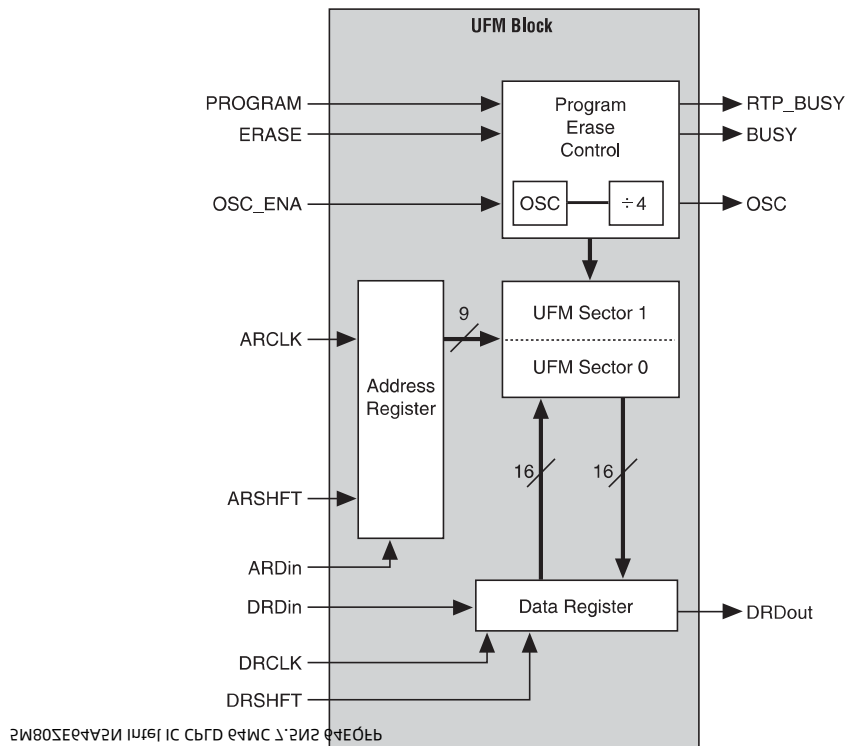 UFM Block
PROGRAM
ERASE
OSC_ENA
Program
Erase
Control
OSC
÷4
RTP_BUSY
BUSY
OSC
ARCLK
ARSHFT
ARDin
Address
Register
9
UFM Sector 1
UFM Sector 0
16
16
DRDin
DRCLK
DRSHFT
Data Register
DRDout
5M80ZE64A5N Intel IC CPLD 64MC 7.5NS 64EQFP